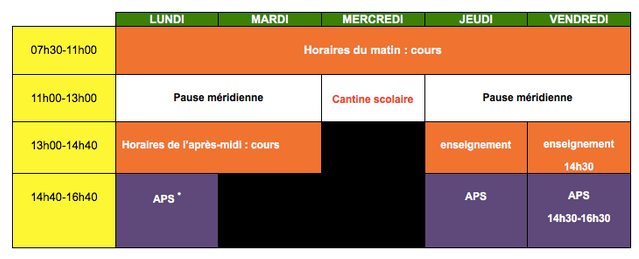 LUNDI MARDI MERCREDI JEUDI VENDREDI
07h30-11h00 Horaires du matin : cours
11h00-13h00 Pause méridienne Cantine scolaire Pause méridienne
13h00-14h40 Horaires de l'après-midi : cours enseignement enseignement
14h30
14h40-16h40 APS * APS APS
14h30-16h30